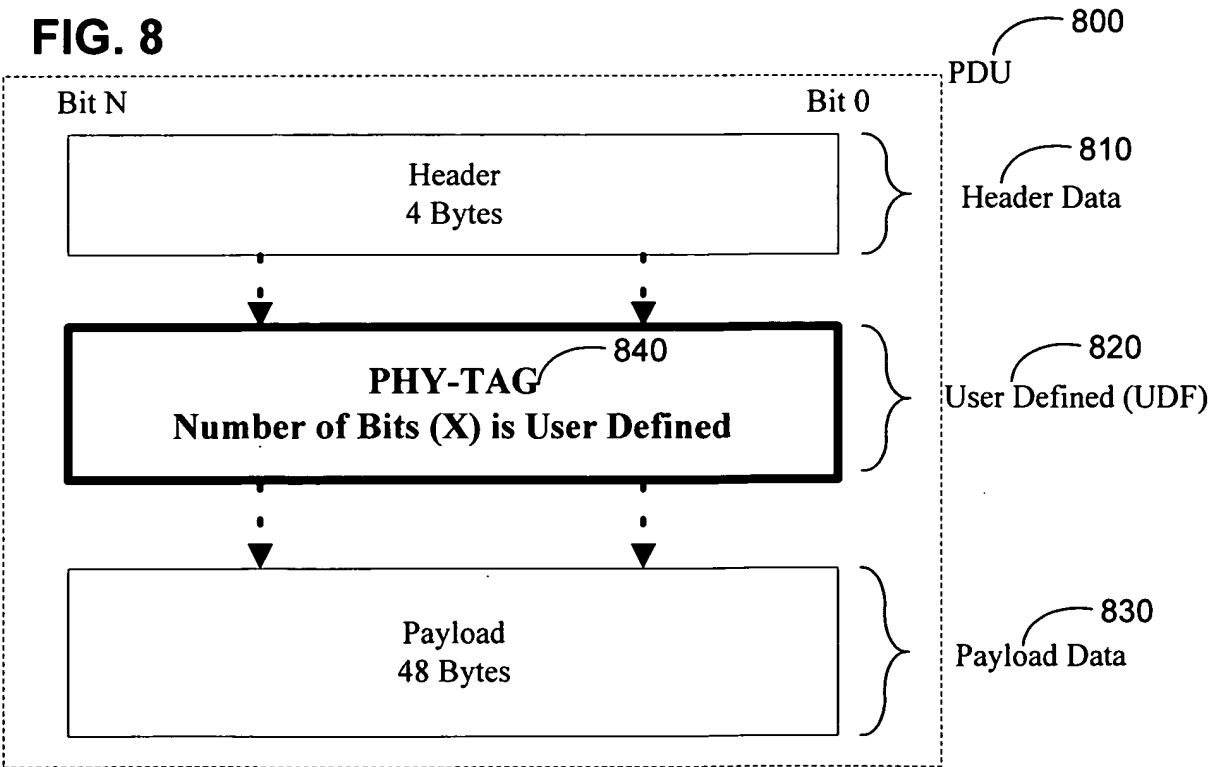 FIG. 8
800
PDU
Bit N Bit 0
810
Header
4 Bytes
Header Data
840
PHY-TAG
Number of Bits (X) is User Defined
820
User Defined (UDF)
830
Payload
48 Bytes
Payload Data